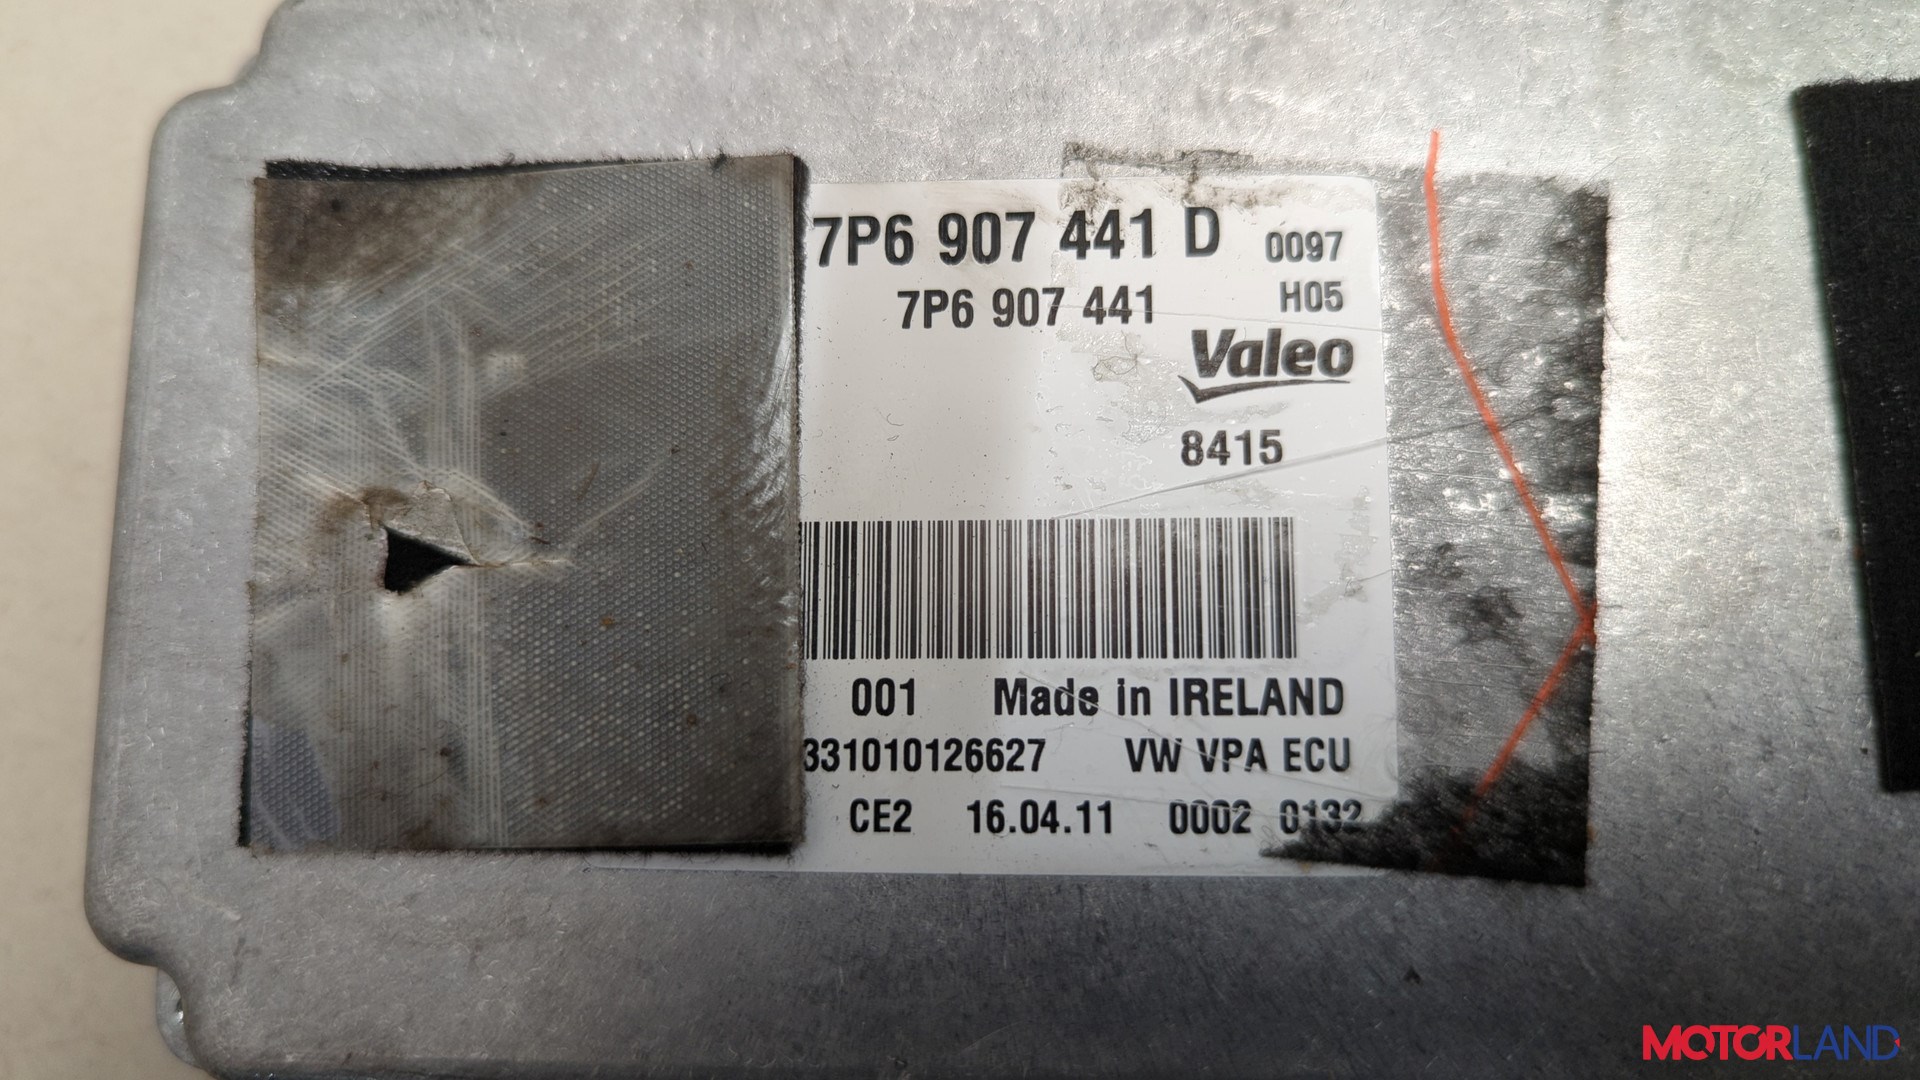 7P6 907 441 D 0097
7P6 907 441 H05
Valeo
8415
001 Made in IRELAND
331010126627 VW VPA ECU
CE2 16.04.11 0002 0132
MOTORLAND